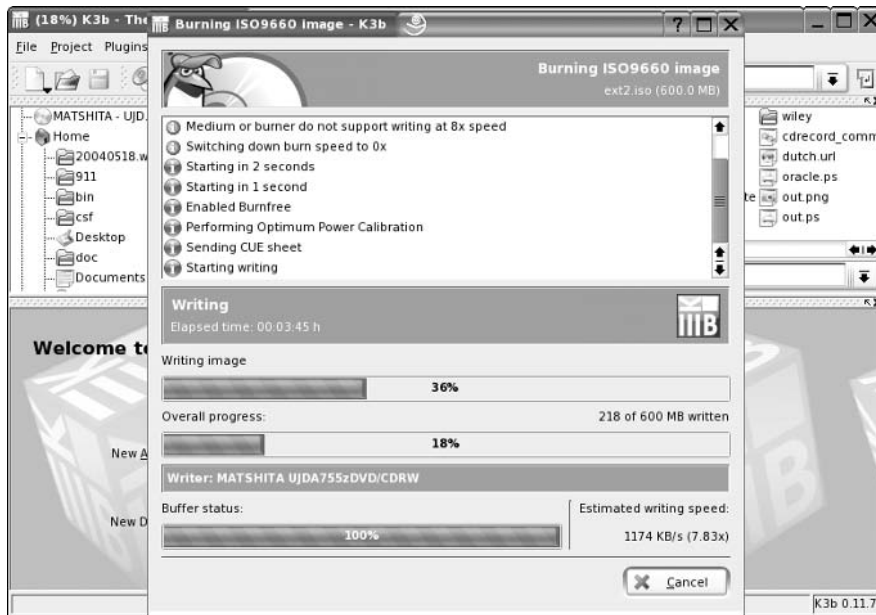 (18%) K3b - The
Burning ISO9660 image - K3b
File Project Plugins
Burning ISO9660 image
ext2.iso (600.0 MB)
MATSHITA - UJD.
Home
20040518.w
911
bin
csf
Desktop
doc
Documents
Medium or burner do not support writing at 8x speed
Switching down burn speed to 0x
Starting in 2 seconds
Starting in 1 second
Enabled Burnfree
Performing Optimum Power Calibration
Sending CUE sheet
Starting writing
wiley
cdrecord_comm
dutch.url
oracle.ps
te
out.png
out.ps
Writing
Elapsed time: 00:03:45 h
K
IIIB
Welcome to
Writing image
36%
Overall progress:
218 of 600 MB written
18%
New A
Writer: MATSHITA UJDA755zDVD/CDRW
Buffer status:
Estimated writing speed:
New D
100%
1174 KB/s (7.83x)
Cancel
K3b 0.11.7